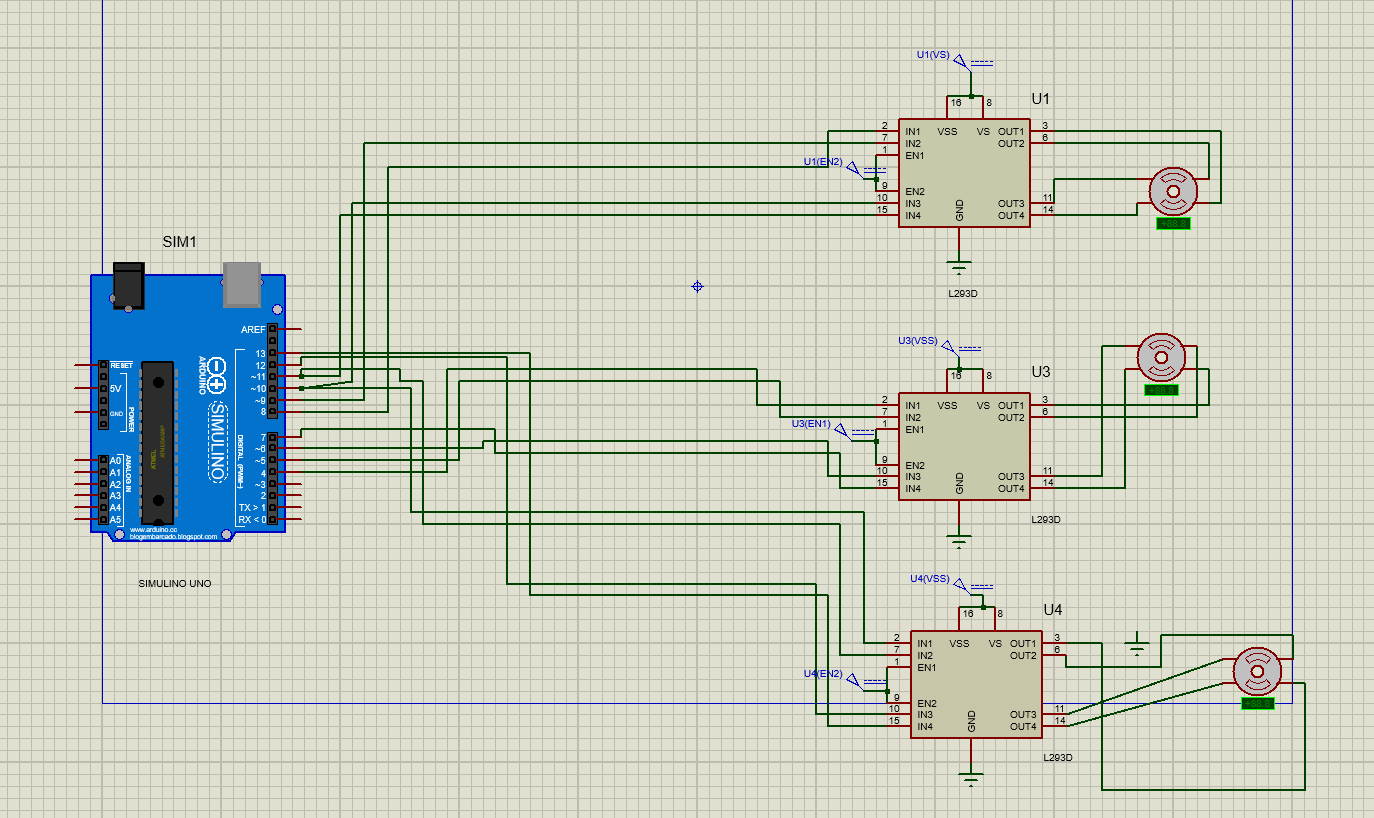 U1(VS)
U1
16
8
2
7
1
9
10
15
IN1
IN2
EN1
EN2
IN3
IN4
VSS
VS
OUT1
OUT2
OUT3
OUT4
GND
3
6
11
14
U1(EN2)
L293D
SIM1
AREF
13
12
~11
~10
~9
8
7
~6
~5
4
~3
2
TX > 1
RX < 0
RESET
5V
GND
POWER
A0
A1
A2
A3
A4
A5
ANALOG IN
ARDUINO
SIMULINO
DIGITAL (PWM~)
ATMEL
www.arduino.cc
blogembarcado.blogspot.com
SIMULINO UNO
U3(VSS)
U3
16
8
2
7
1
9
10
15
IN1
IN2
EN1
EN2
IN3
IN4
VSS
VS
OUT1
OUT2
OUT3
OUT4
GND
3
6
11
14
U3(EN1)
L293D
U4(VSS)
U4
16
8
2
7
1
9
10
15
IN1
IN2
EN1
EN2
IN3
IN4
VSS
VS
OUT1
OUT2
OUT3
OUT4
GND
3
6
11
14
U4(EN2)
L293D